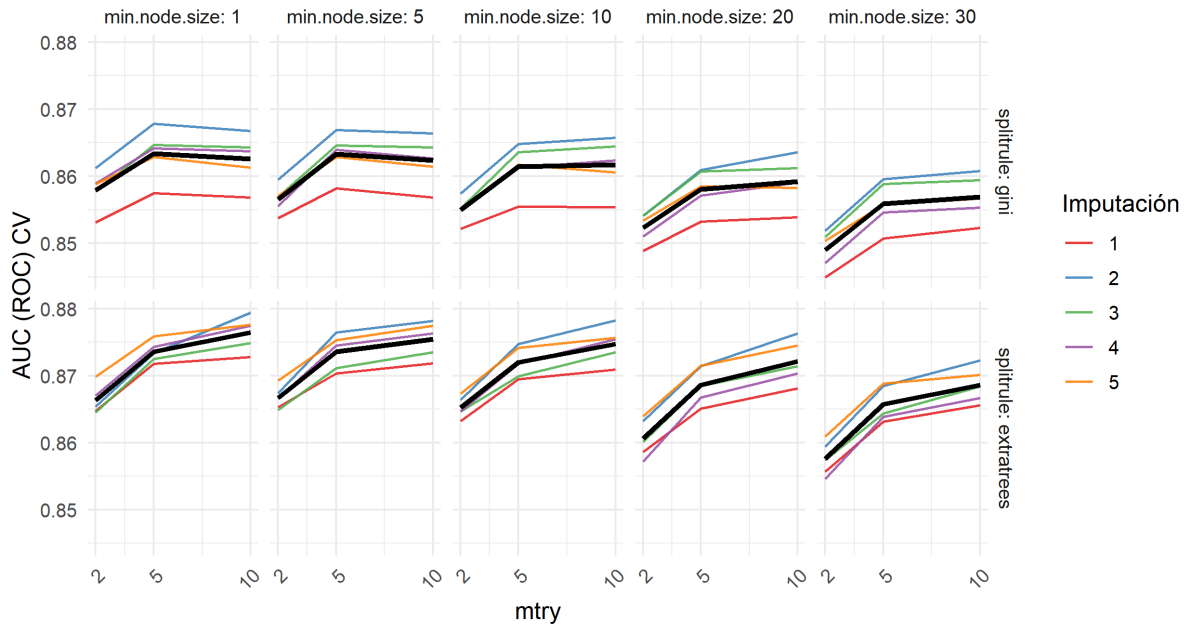 min.node.size: 1
min.node.size: 5
min.node.size: 10
min.node.size: 20
min.node.size: 30
0.88
0.87
0.86
0.85
splitrule: gini
0.88
0.87
0.86
0.85
splitrule: extratrees
AUC (ROC) CV
2 5 10
2 5 10
2 5 10
2 5 10
2 5 10
mtry
Imputación
1
2
3
4
5